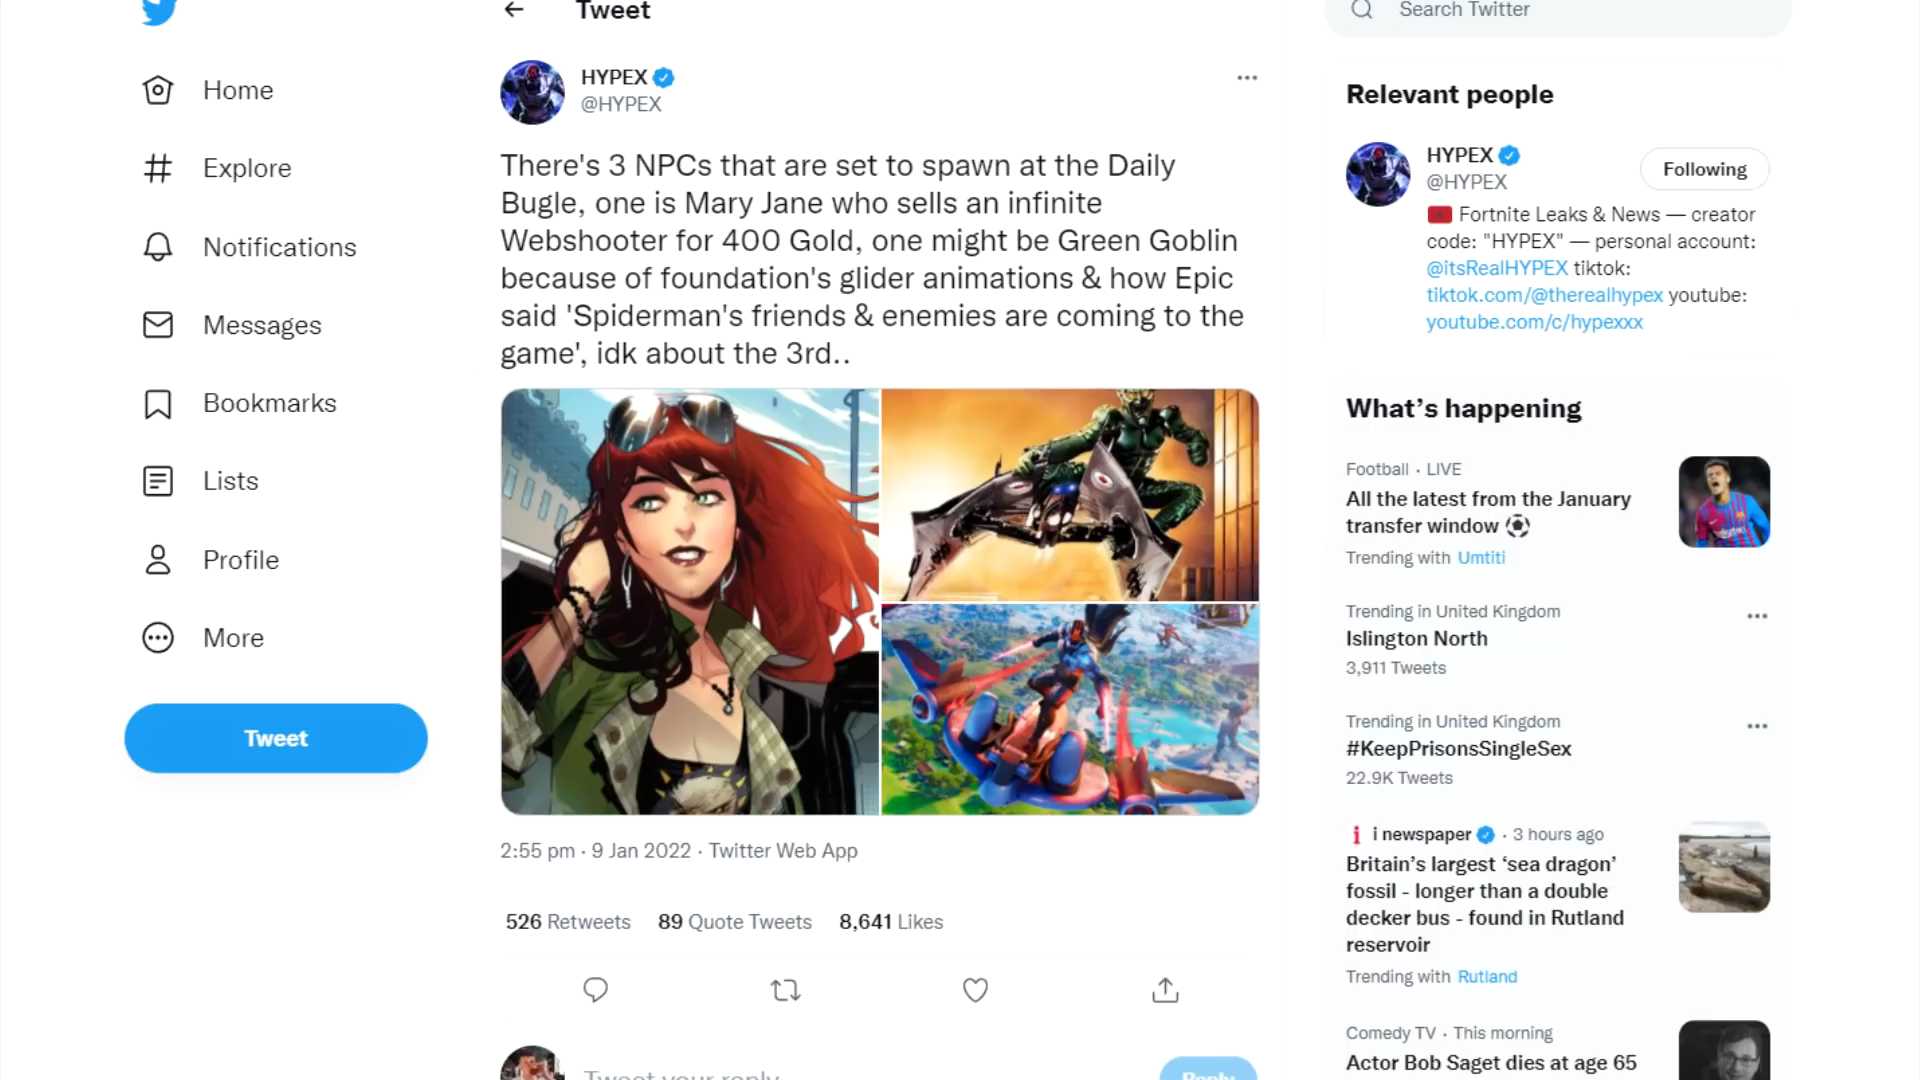 Tweet
Search Twitter
Home
Explore
Notifications
Messages
Bookmarks
Lists
Profile
More
Tweet
HYPEX
@HYPEX
There's 3 NPCs that are set to spawn at the Daily
Bugle, one is Mary Jane who sells an infinite
Webshooter for 400 Gold, one might be Green Goblin
because of foundation's glider animations & how Epic
said 'Spiderman's friends & enemies are coming to the
game', idk about the 3rd..
2:55 pm · 9 Jan 2022 · Twitter Web App
526 Retweets 89 Quote Tweets 8,641 Likes
Tweet your reply
Reply
Relevant people
HYPEX
@HYPEX
Following
Fortnite Leaks & News — creator
code: "HYPEX" — personal account:
@itsRealHYPEX tiktok:
tiktok.com/@therealhypex youtube:
youtube.com/c/hypexxx
What's happening
Football · LIVE
All the latest from the January
transfer window
Trending with Umtiti
Trending in United Kingdom
Islington North
3,911 Tweets
Trending in United Kingdom
#KeepPrisonsSingleSex
22.9K Tweets
i newspaper · 3 hours ago
Britain's largest ‘sea dragon’
fossil - longer than a double
decker bus - found in Rutland
reservoir
Trending with Rutland
Comedy TV · This morning
Actor Bob Saget dies at age 65